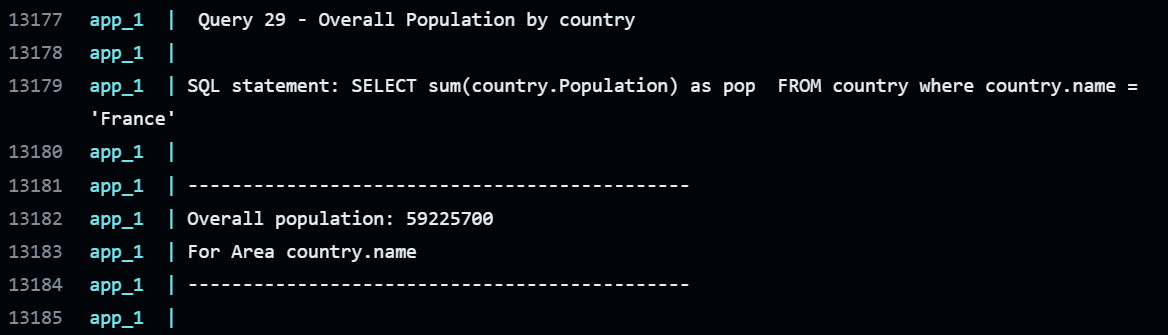 13177 app_1 | Query 29 - Overall Population by country
13178 app_1 |
13179 app_1 | SQL statement: SELECT sum(country.Population) as pop  FROM country where country.name =
'France'
13180 app_1 |
13181 app_1 | ----------------------------------------------
13182 app_1 | Overall population: 59225700
13183 app_1 | For Area country.name
13184 app_1 | ----------------------------------------------
13185 app_1 |